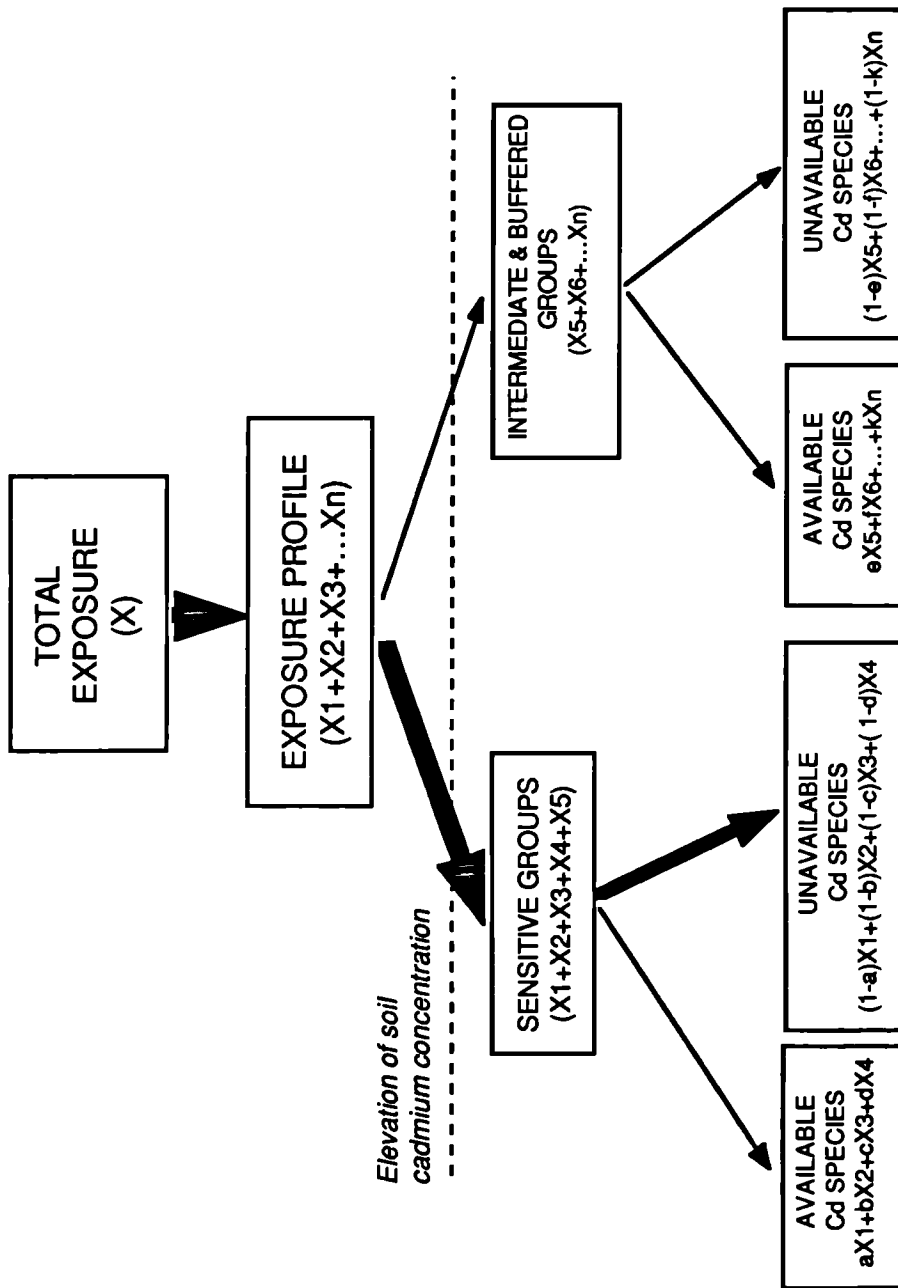 TOTAL
EXPOSURE
(X)
EXPOSURE PROFILE
(X1+X2+X3+...Xn)
Elevation of soil
cadmium concentration
SENSITIVE GROUPS
(X1+X2+X3+X4+X5)
INTERMEDIATE & BUFFERED
GROUPS
(X5+X6+...Xn)
AVAILABLE
Cd SPECIES
aX1+bX2+cX3+dX4
UNAVAILABLE
Cd SPECIES
(1-a)X1+(1-b)X2+(1-c)X3+( 1-d)X4
AVAILABLE
Cd SPECIES
eX5+fX6+...+kXn
UNAVAILABLE
Cd SPECIES
(1-e)X5+(1-f)X6+...+(1-k)Xn